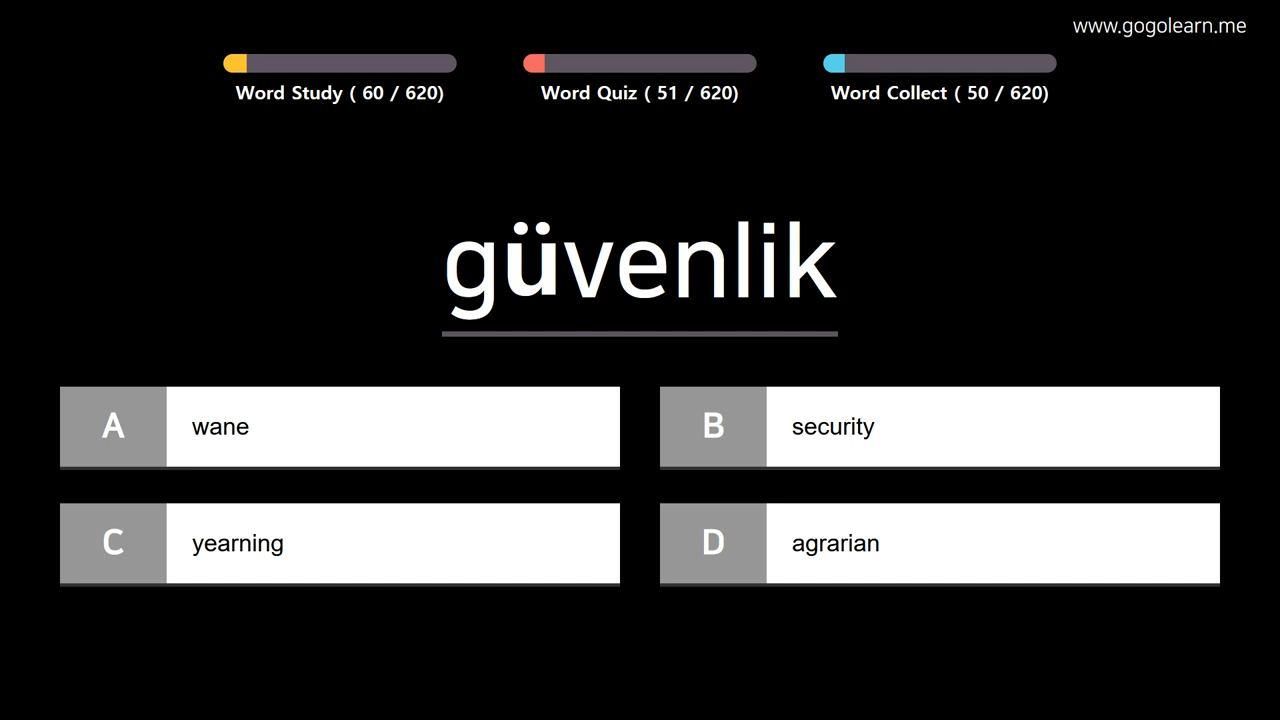 www.gogolearn.me
Word Study ( 60 / 620)
Word Quiz ( 51 / 620)
Word Collect ( 50 / 620)
güvenlik
A wane
B security
C yearning
D agrarian